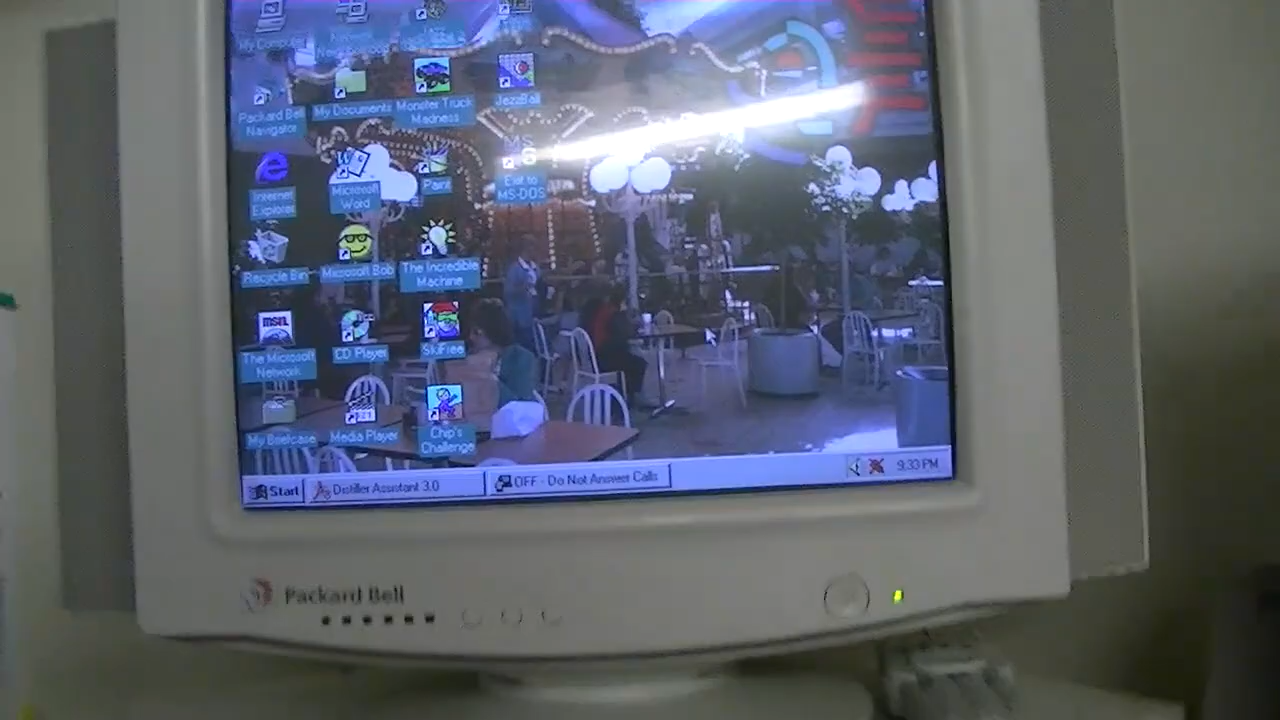 My Computer
Packard Bell
Navigator
My Documents
Monster Truck
Madness
JezzBall
Internet
Explorer
Microsoft
Word
Paint
MS
Exit to
MS-DOS
Recycle Bin
Microsoft Bob
The Incredible
Machine
msn
The Microsoft
Network
CD Player
SkiFree
My Briefcase
Media Player
Chip's
Challenge
Start
Distiller Assistant 3.0
OFF - Do Not Answer Calls
9:33 PM
Packard Bell